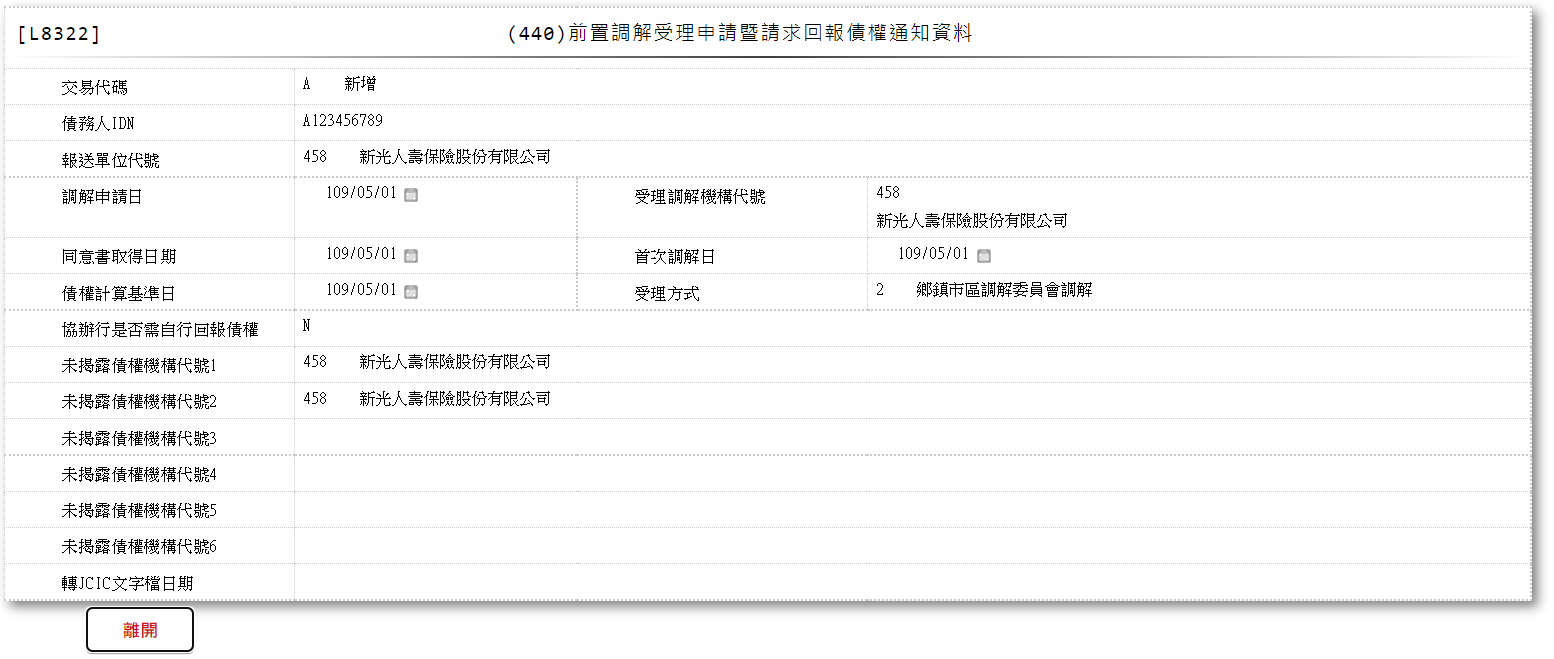 [L8322] (440)前置調解受理申請暨請求回報債權通知資料
交易代碼 A 新增
債務人IDN A123456789
報送單位代號 458 新光人壽保險股份有限公司
調解申請日 109/05/01 受理調解機構代號 458
新光人壽保險股份有限公司
同意書取得日期 109/05/01 首次調解日 109/05/01
債權計算基準日 109/05/01 受理方式 2 鄉鎮市區調解委員會調解
協辦行是否需自行回報債權 N
未揭露債權機構代號1 458 新光人壽保險股份有限公司
未揭露債權機構代號2 458 新光人壽保險股份有限公司
未揭露債權機構代號3
未揭露債權機構代號4
未揭露債權機構代號5
未揭露債權機構代號6
轉JCIC文字檔日期
離開